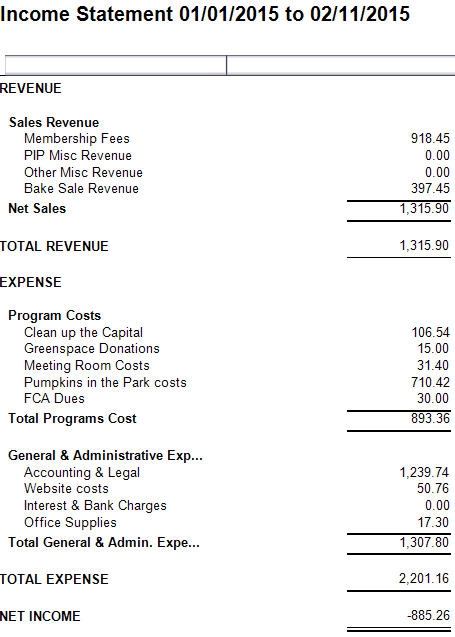 Income Statement 01/01/2015 to 02/11/2015
REVENUE
Sales Revenue
Membership Fees 918.45
PIP Misc Revenue 0.00
Other Misc Revenue 0.00
Bake Sale Revenue 397.45
Net Sales 1,315.90
TOTAL REVENUE 1,315.90
EXPENSE
Program Costs
Clean up the Capital 106.54
Greenspace Donations 15.00
Meeting Room Costs 31.40
Pumpkins in the Park costs 710.42
FCA Dues 30.00
Total Programs Cost 893.36
General & Administrative Exp...
Accounting & Legal 1,239.74
Website costs 50.76
Interest & Bank Charges 0.00
Office Supplies 17.30
Total General & Admin. Expe... 1,307.80
TOTAL EXPENSE 2,201.16
NET INCOME -885.26